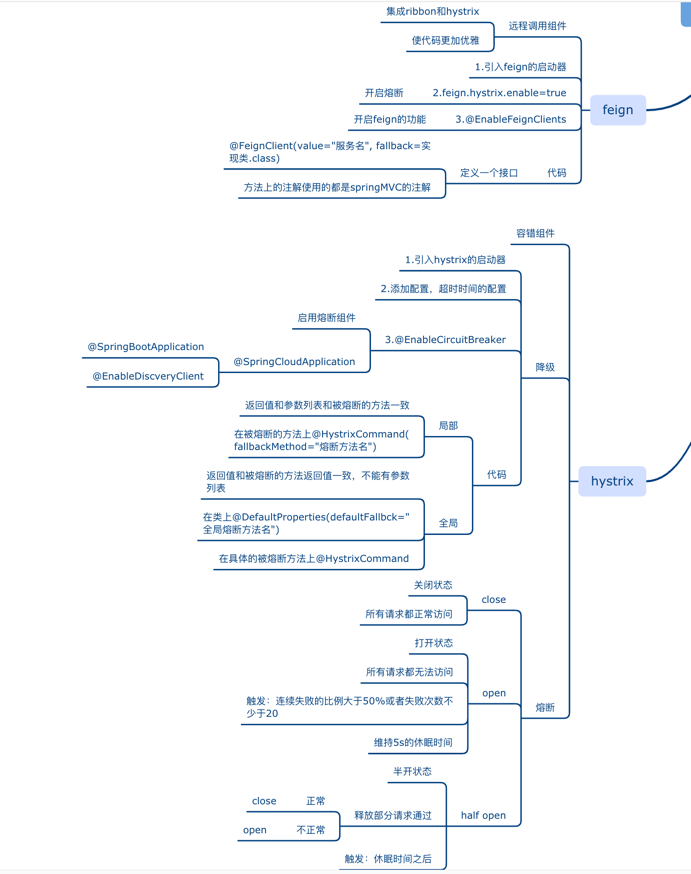 集成ribbon和hystrix
使代码更加优雅
远程调用组件
1.引入feign的启动器
开启熔断
2.feign.hystrix.enable=true
开启feign的功能
3.@EnableFeignClients
feign
@FeignClient(value="服务名", fallback=实
现类.class)
方法上的注解使用的都是springMVC的注解
定义一个接口
代码
容错组件
1.引入hystrix的启动器
2.添加配置，超时时间的配置
启用熔断组件
3.@EnableCircuitBreaker
@SpringBootApplication
@SpringCloudApplication
@EnableDiscveryClient
降级
返回值和参数列表和被熔断的方法一致
局部
在被熔断的方法上@HystrixCommand(
fallbackMethod="熔断方法名")
代码
返回值和被熔断的方法返回值一致，不能有参数
列表
在类上@DefaultProperties(defaultFallbck="
全局熔断方法名")
全局
在具体的被熔断方法上@HystrixCommand
hystrix
关闭状态
close
所有请求都正常访问
打开状态
所有请求都无法访问
open
触发：连续失败的比例大于50%或者失败次数不
少于20
维持5s的休眠时间
熔断
半开状态
close
正常
释放部分请求通过
half open
open
不正常
触发：休眠时间之后